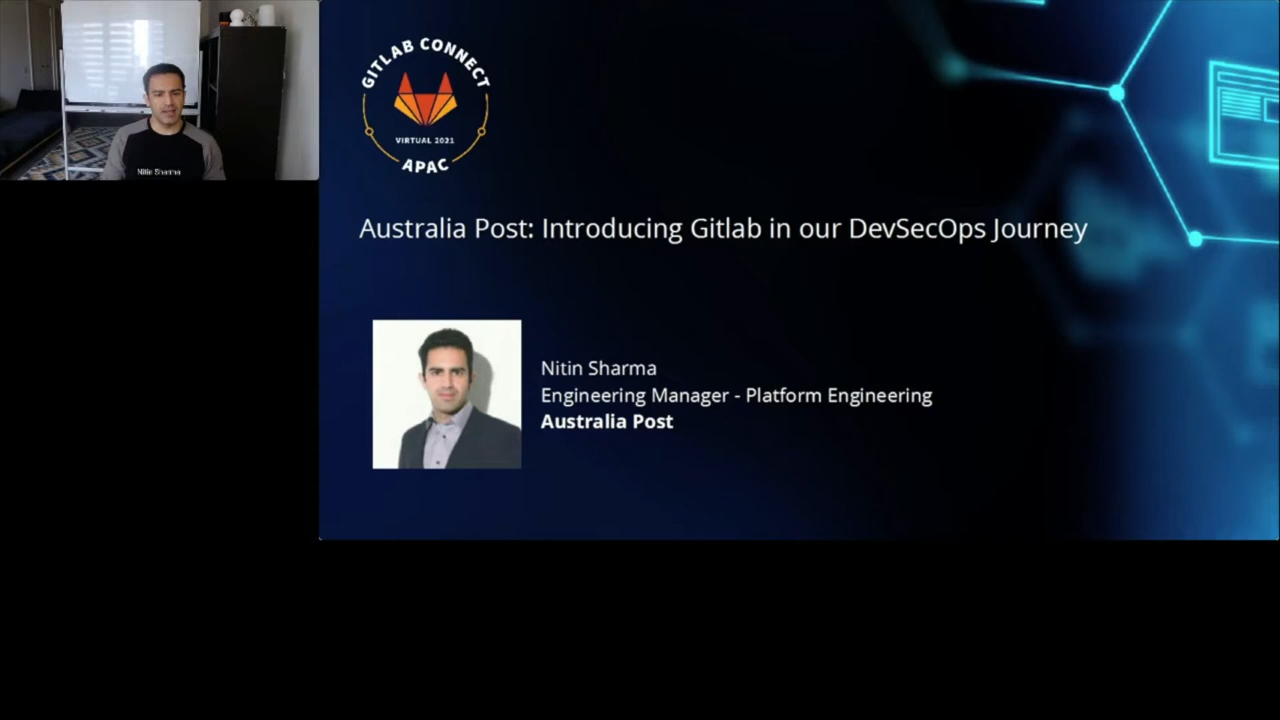 Nitin Sharma
GITLAB CONNECT
VIRTUAL 2021
APAC
Australia Post: Introducing Gitlab in our DevSecOps Journey
Nitin Sharma
Engineering Manager - Platform Engineering
Australia Post